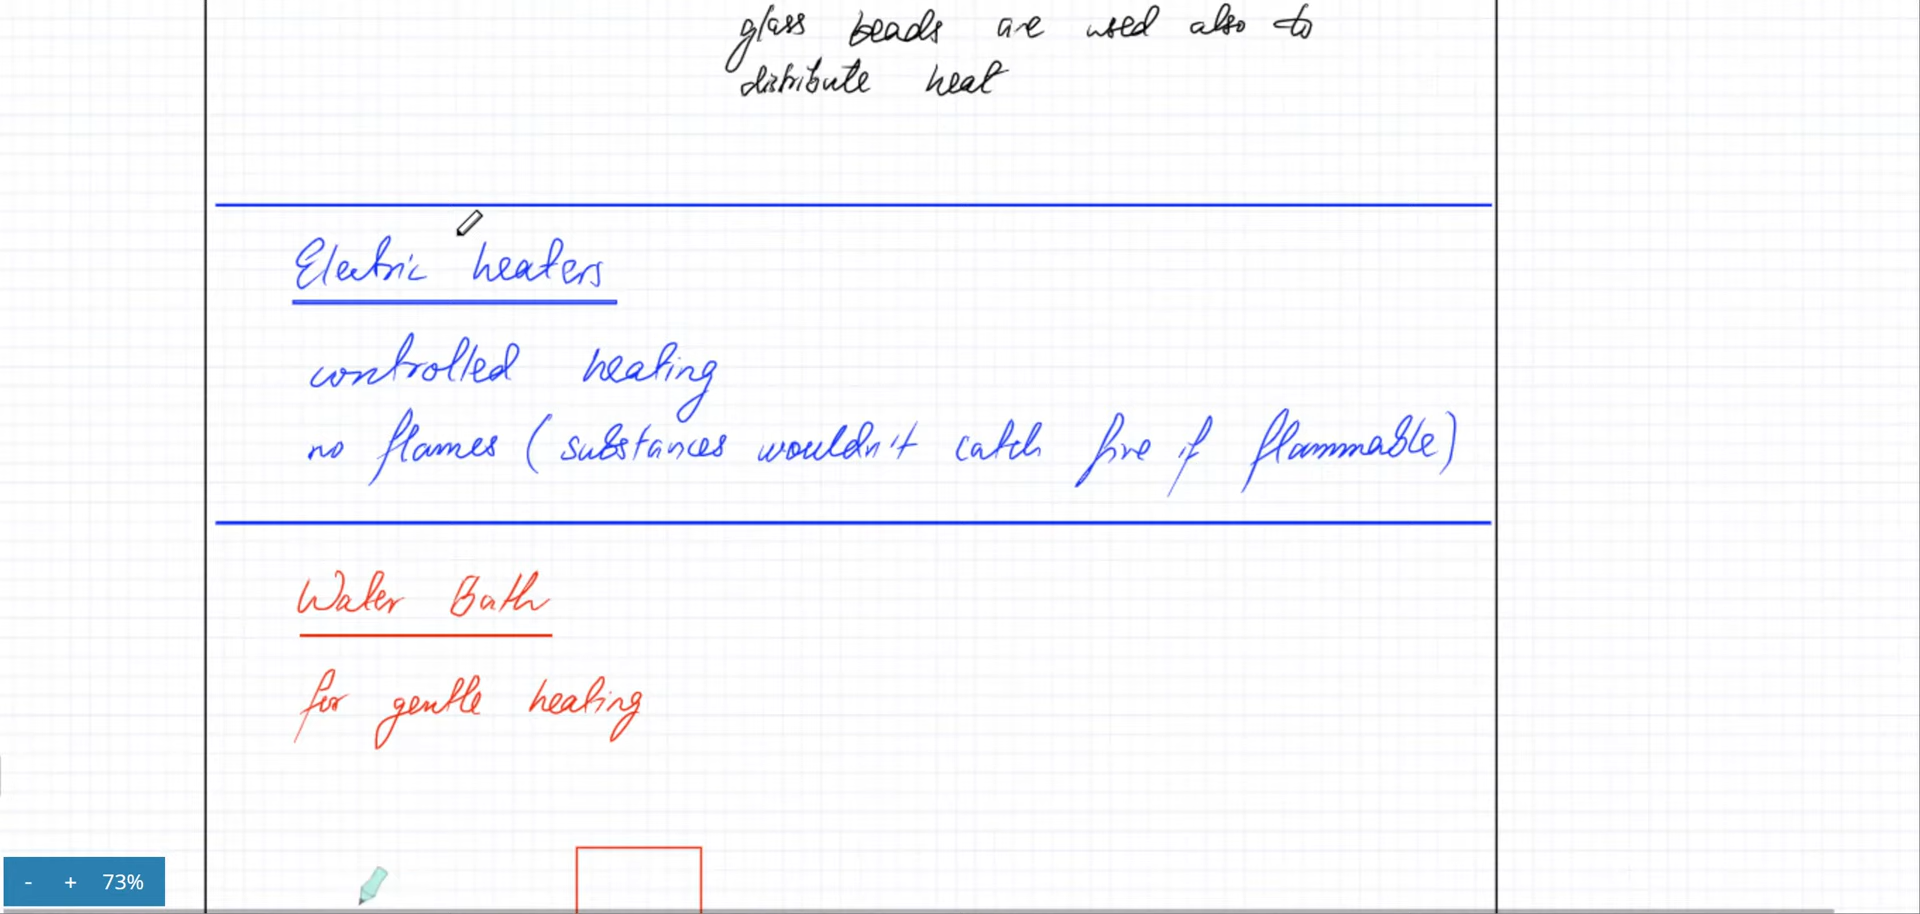 glass beads are used also to
distribute heat
Electric heaters
controlled heating
no flames (substances wouldn't catch fire if flammable)
Water Bath
for gentle heating
- + 73%